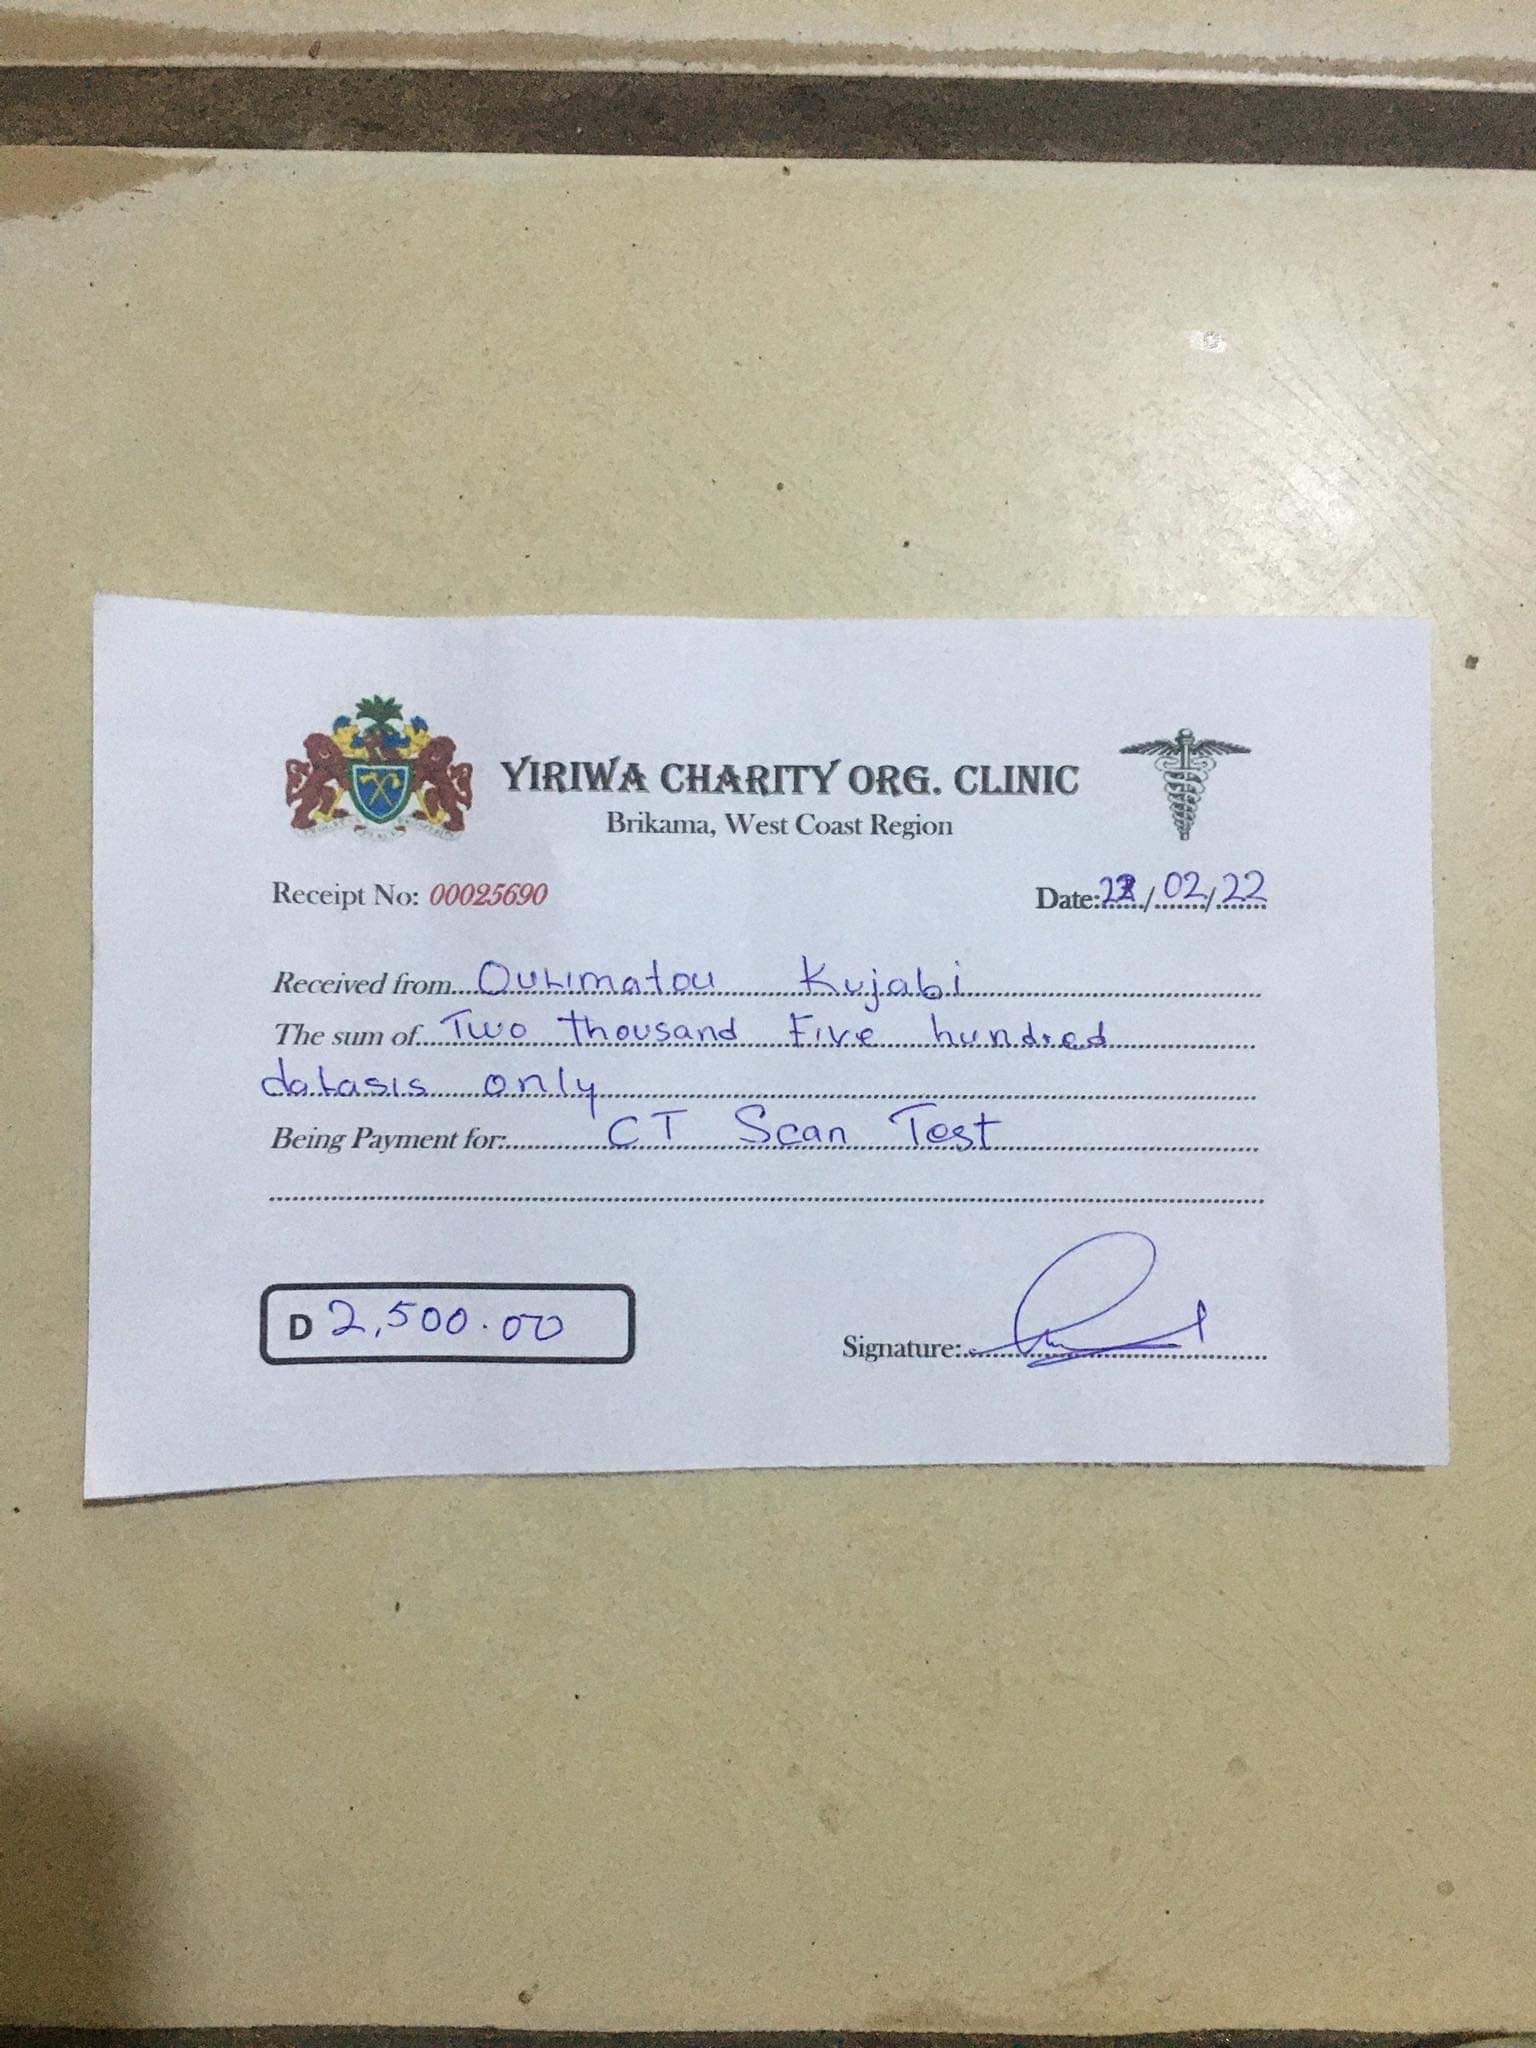 YIRIWA CHARITY ORG. CLINIC
Brikama, West Coast Region
Receipt No: 00025690
Date: 22/02/22
Received from Oulimatou Kujabi
The sum of Two thousand Five hundred
dalasis only
Being Payment for: CT Scan Test
D 2,500.00
Signature: